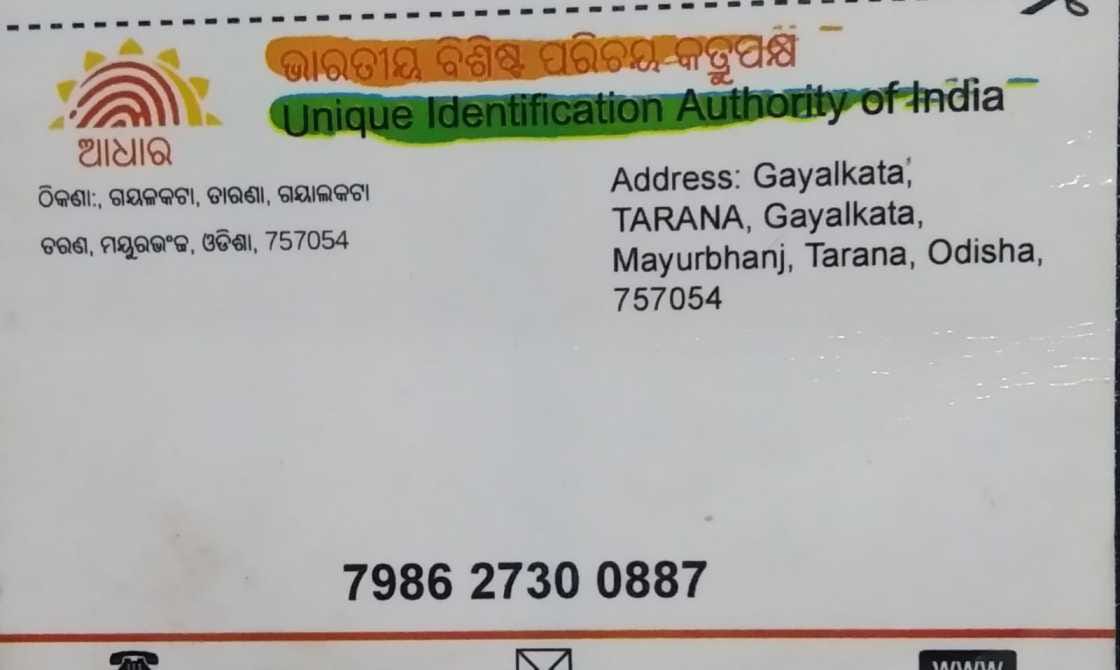 ଭାରତୀୟ ବିଶିଷ୍ଟ ପରିଚୟ କର୍ତ୍ତୃପକ୍ଷ
Unique Identification Authority of India
ଆଧାର
ଠିକଣା:, ଗୟଳକଟା, ତାରଣା, ଗୟାଲକଟା
ତରଣ, ମୟୁରଭଂଜ, ଓଡିଶା, 757054
Address: Gayalkata,
TARANA, Gayalkata,
Mayurbhanj, Tarana, Odisha,
757054
7986 2730 0887
www